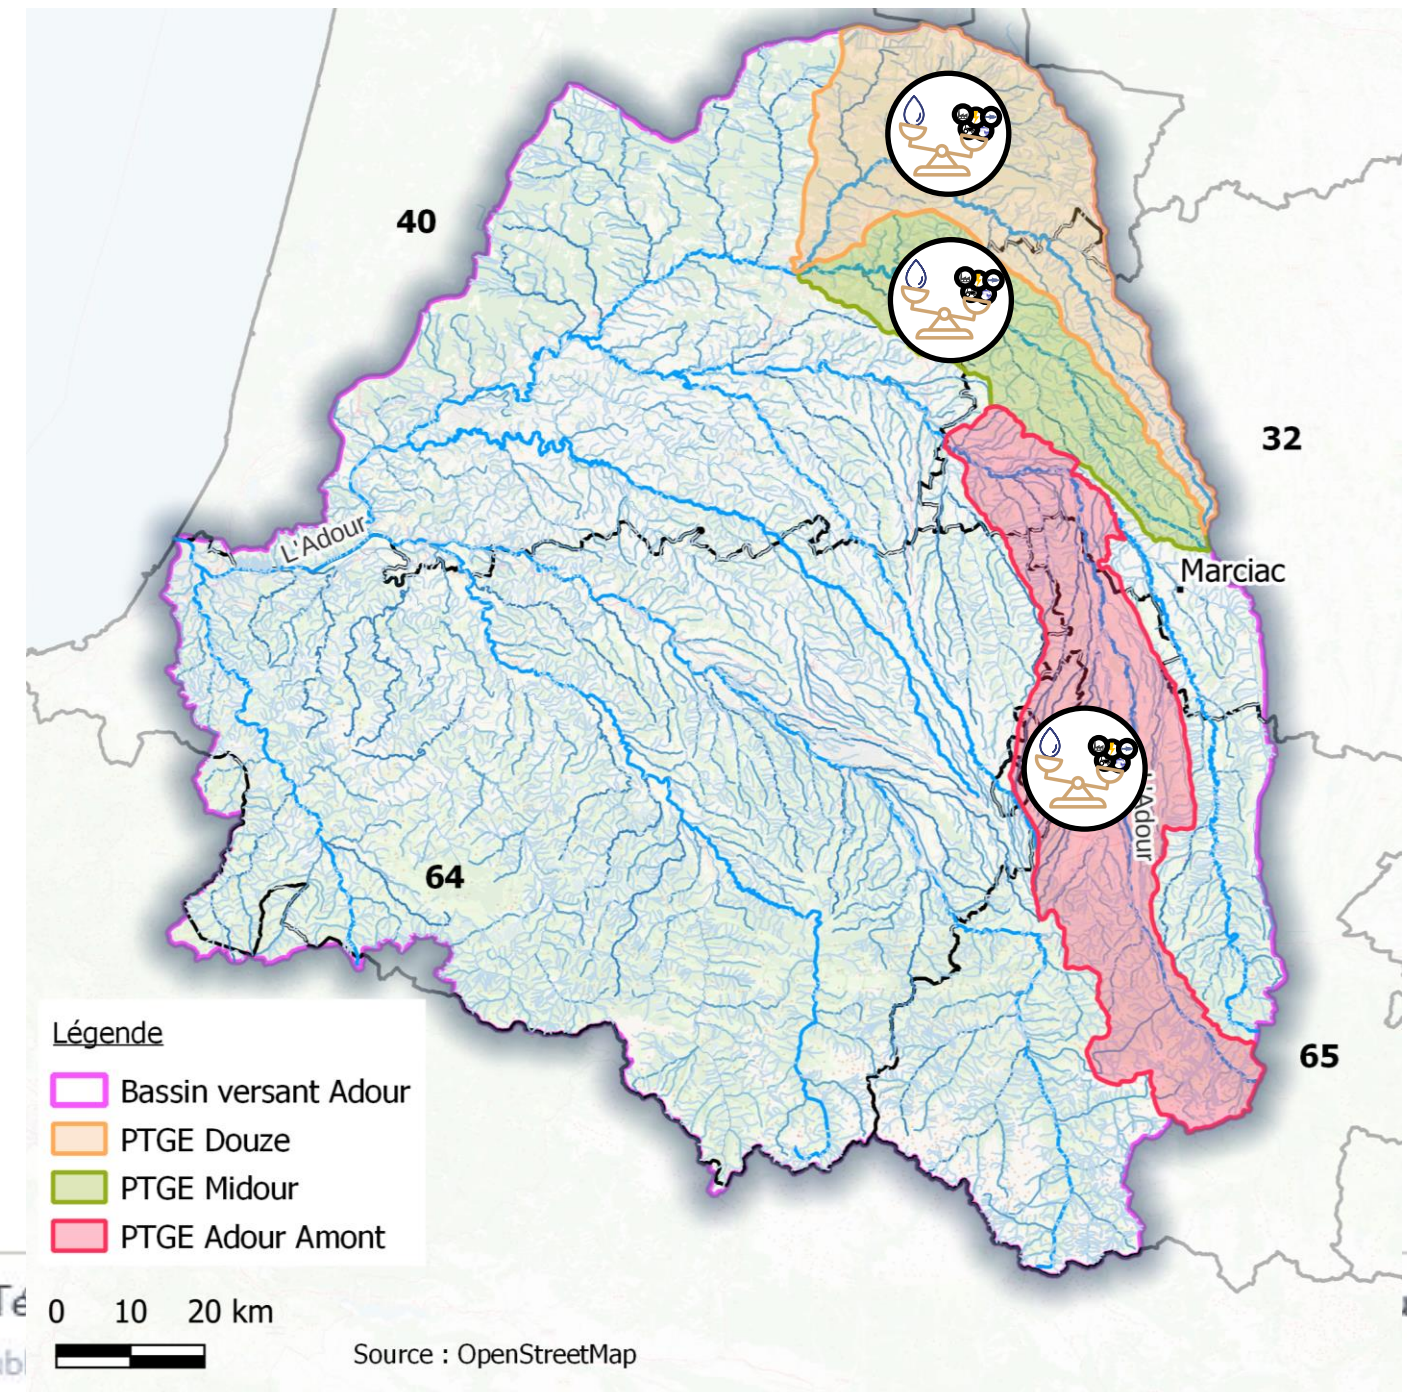 40
32
L'Adour
Marciac
L'Adour
64
65
Légende
Bassin versant Adour
PTGE Douze
PTGE Midour
PTGE Adour Amont
0 10 20 km
Source : OpenStreetMap